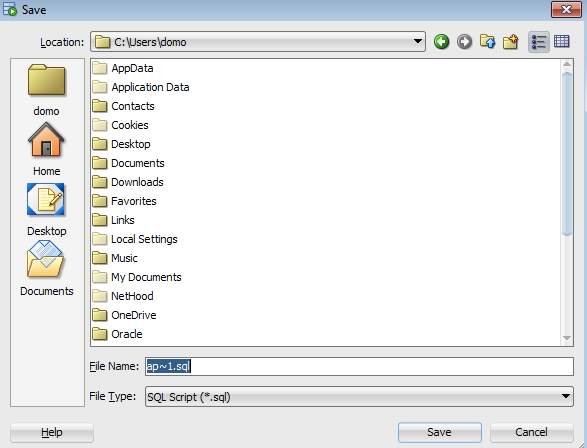 Save
Location: C:\Users\domo
domo
Home
Desktop
Documents
AppData
Application Data
Contacts
Cookies
Desktop
Documents
Downloads
Favorites
Links
Local Settings
Music
My Documents
NetHood
OneDrive
Oracle
File Name: ap~1.sql
File Type: SQL Script (*.sql)
Help
Save
Cancel